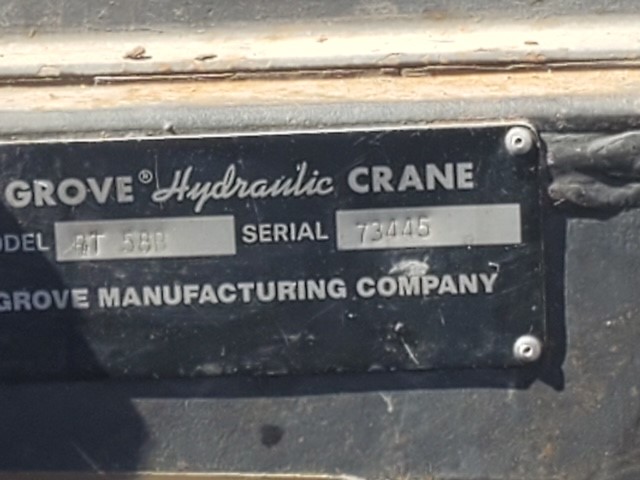 GROVE® Hydraulic CRANE
ODEL RT 58B SERIAL 73445
GROVE MANUFACTURING COMPANY